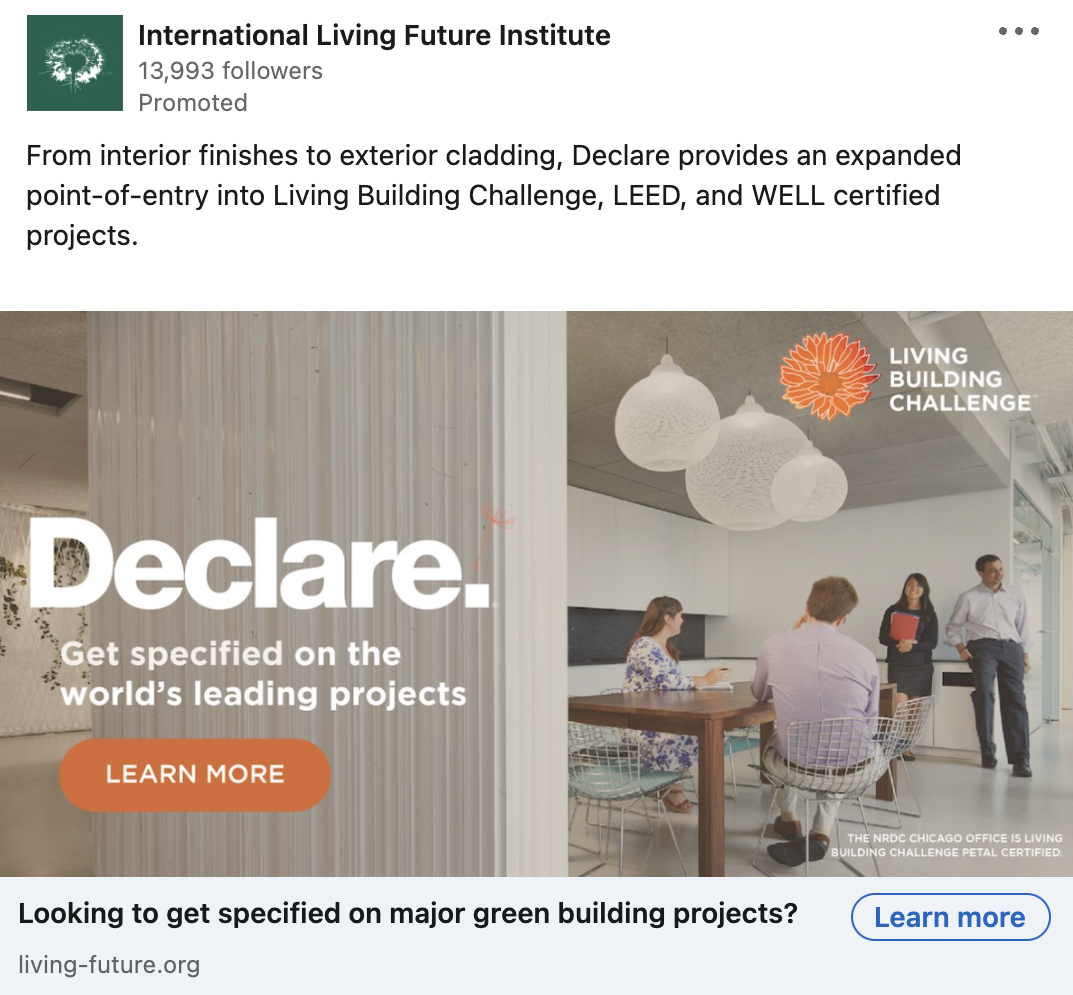 International Living Future Institute
13,993 followers
Promoted
From interior finishes to exterior cladding, Declare provides an expanded
point-of-entry into Living Building Challenge, LEED, and WELL certified
projects.
LIVING
BUILDING
CHALLENGE
Declare.
Get specified on the
world's leading projects
LEARN MORE
THE NRDC CHICAGO OFFICE IS LIVING
BUILDING CHALLENGE PETAL CERTIFIED.
Looking to get specified on major green building projects?
Learn more
living-future.org